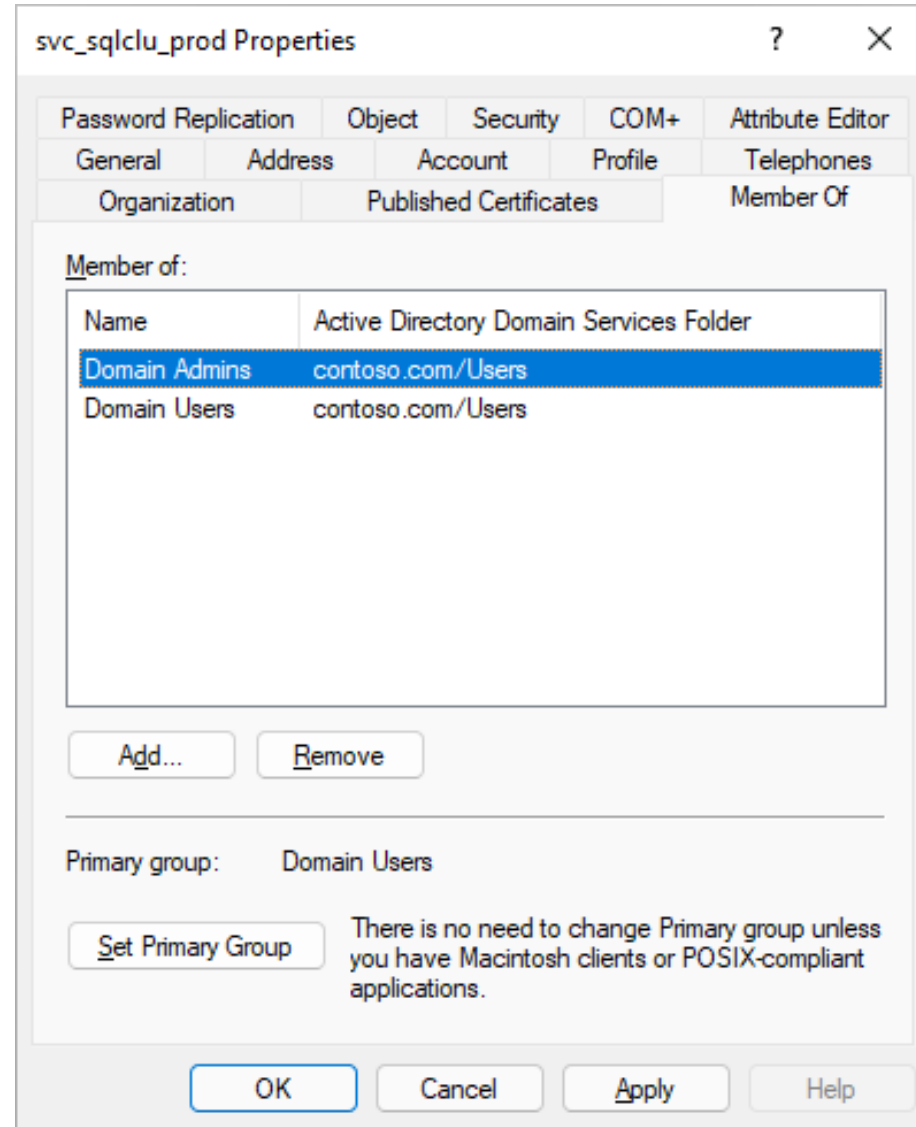 svc_sqlclu_prod Properties ? ×
Password Replication Object Security COM+ Attribute Editor
General Address Account Profile Telephones
Organization Published Certificates Member Of
Member of:
Name Active Directory Domain Services Folder
Domain Admins contoso.com/Users
Domain Users contoso.com/Users
Add... Remove
Primary group: Domain Users
Set Primary Group
There is no need to change Primary group unless
you have Macintosh clients or POSIX-compliant
applications.
OK Cancel Apply Help